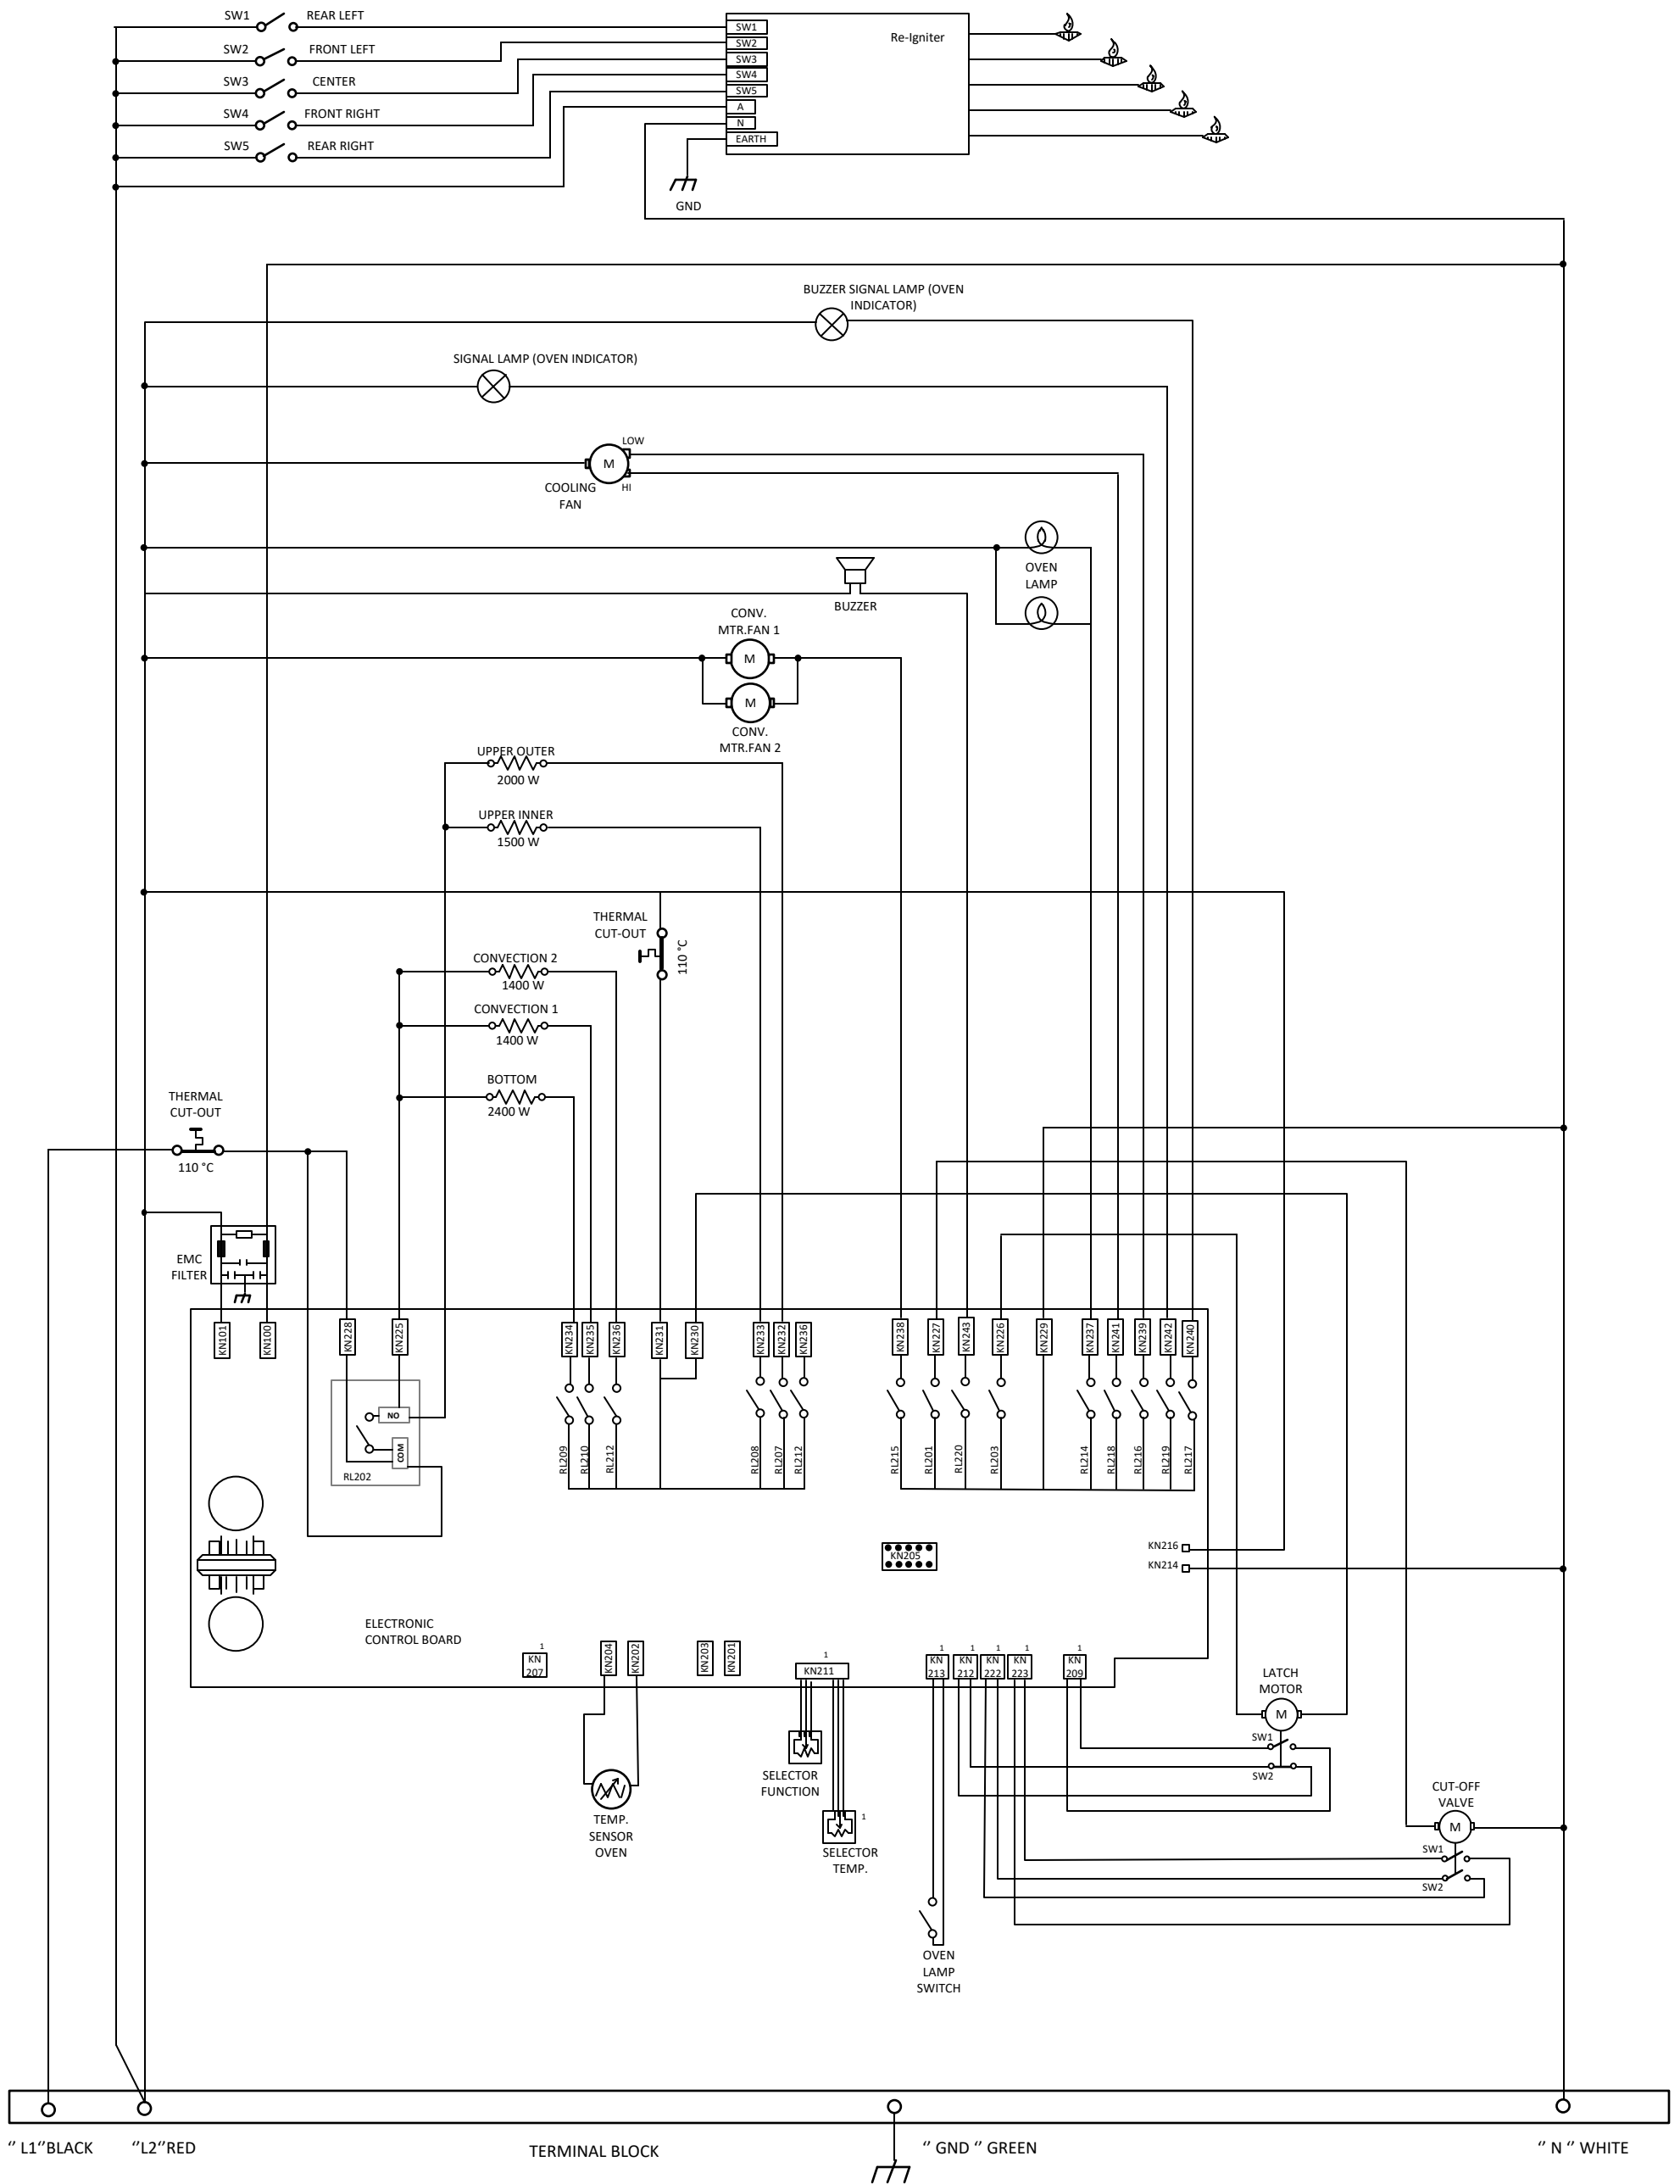 SW1 REAR LEFT
SW2 FRONT LEFT
SW3 CENTER
SW4 FRONT RIGHT
SW5 REAR RIGHT
SW1
SW2
SW3
SW4
SW5
A
N
EARTH
Re-Igniter
GND
BUZZER SIGNAL LAMP (OVEN
INDICATOR)
SIGNAL LAMP (OVEN INDICATOR)
LOW
M
HI
COOLING
FAN
OVEN
LAMP
BUZZER
CONV.
MTR.FAN 1
M
M
CONV.
MTR.FAN 2
UPPER OUTER
2000 W
UPPER INNER
1500 W
THERMAL
CUT-OUT
110 °C
CONVECTION 2
1400 W
CONVECTION 1
1400 W
BOTTOM
2400 W
THERMAL
CUT-OUT
110 °C
EMC
FILTER
KN101
KN100
KN228
KN225
KN234
KN235
KN236
KN231
KN230
KN233
KN232
KN236
KN238
KN227
KN243
KN226
KN229
KN237
KN241
KN239
KN242
KN240
NO
COM
RL202
RL209
RL210
RL212
RL208
RL207
RL212
RL215
RL201
RL220
RL203
RL214
RL218
RL216
RL219
RL217
KN205
KN216
KN214
ELECTRONIC
CONTROL BOARD
1
KN
207
KN204
KN202
KN203
KN201
1
KN211
1
KN
213
1
KN
212
1
KN
222
1
KN
223
1
KN
209
LATCH
MOTOR
M
SW1
SW2
SELECTOR
FUNCTION
TEMP.
SENSOR
OVEN
1
SELECTOR
TEMP.
CUT-OFF
VALVE
M
SW1
SW2
OVEN
LAMP
SWITCH
‘’ L1‘’BLACK
‘’L2‘’RED
TERMINAL BLOCK
‘’ GND ‘’ GREEN
‘’ N ‘’ WHITE